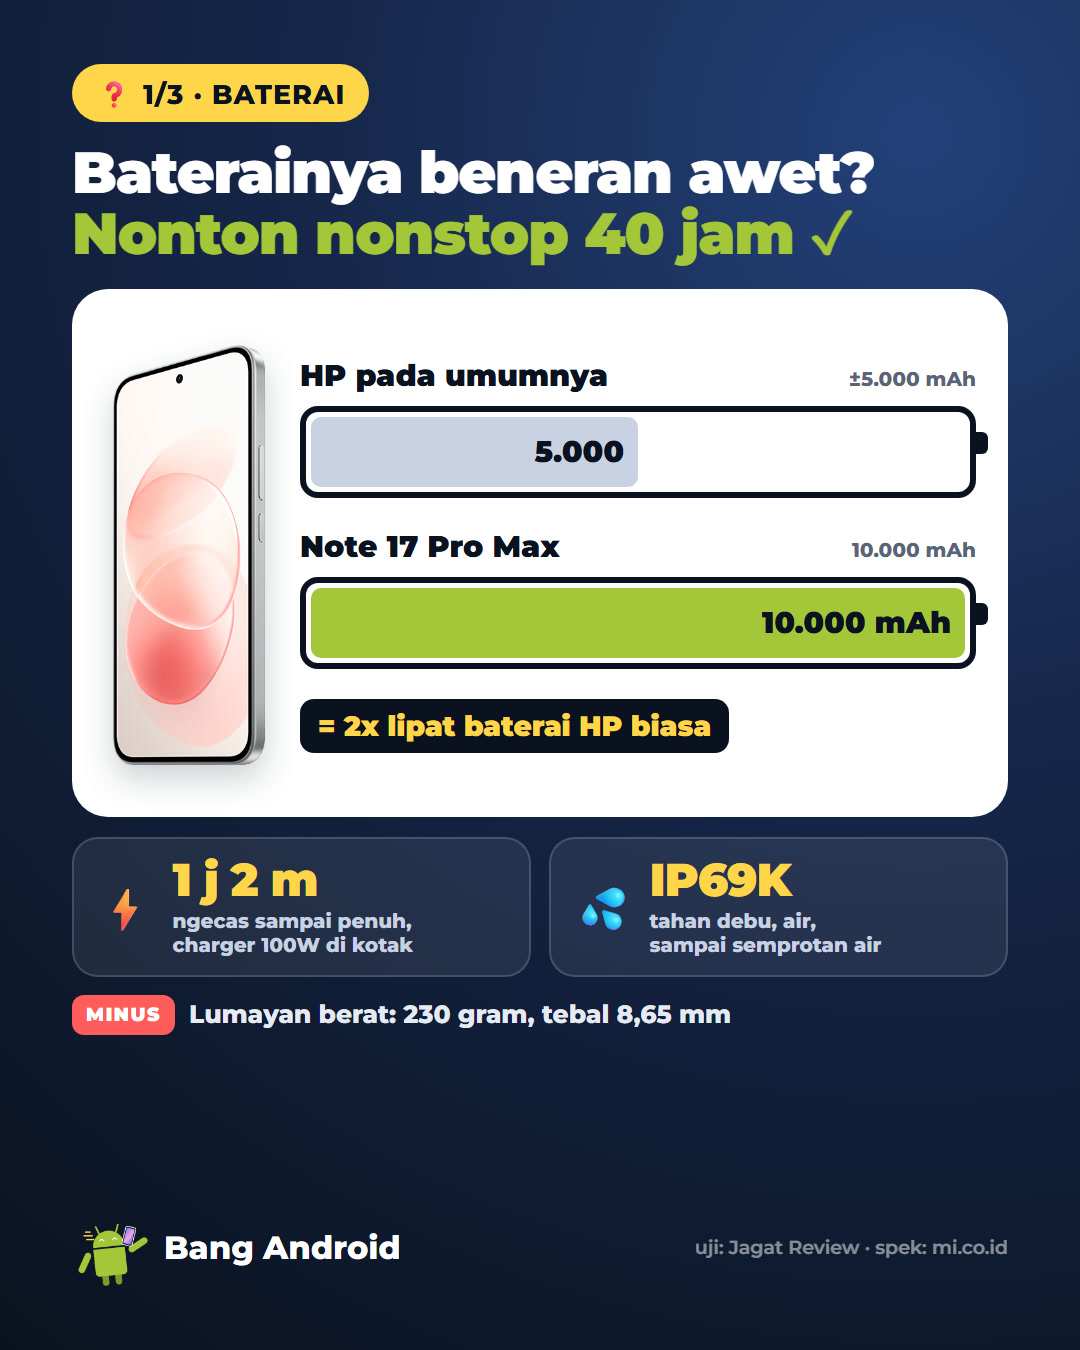 1/3 · BATERAI
Baterainya beneran awet?
Nonton nonstop 40 jam ✓
HP pada umumnya
±5.000 mAh
5.000
Note 17 Pro Max
10.000 mAh
10.000 mAh
= 2x lipat baterai HP biasa
1 j 2 m
ngecas sampai penuh,
charger 100W di kotak
IP69K
tahan debu, air,
sampai semprotan air
MINUS
Lumayan berat: 230 gram, tebal 8,65 mm
Bang Android
uji: Jagat Review · spek: mi.co.id